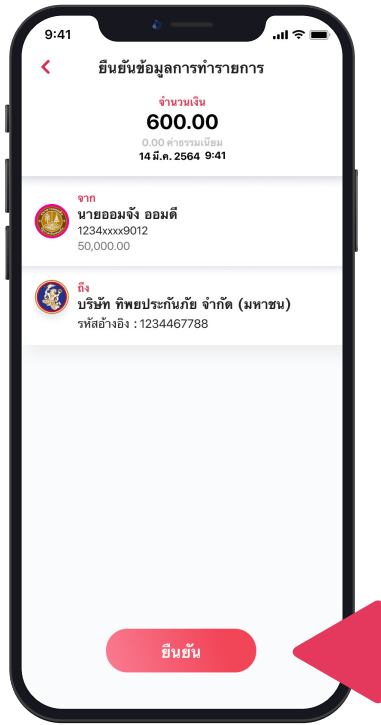 9:41
ยืนยันข้อมูลการทำรายการ
จำนวนเงิน
600.00
0.00 ค่าธรรมเนียม
14 มี.ค. 2564 9:41
จาก
นายออมจัง ออมดี
1234xxxx9012
50,000.00
ถึง
บริษัท ทิพยประกันภัย จำกัด (มหาชน)
รหัสอ้างอิง : 1234467788
ยืนยัน